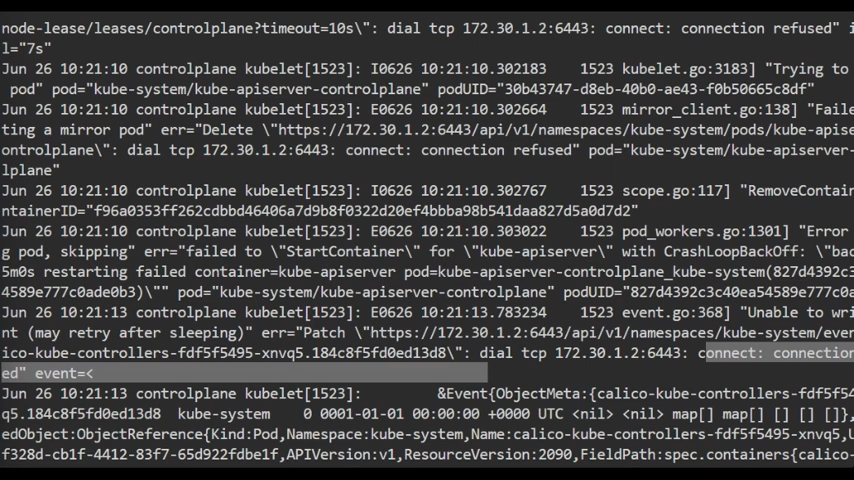 node-lease/leases/controlplane?timeout=10s\": dial tcp 172.30.1.2:6443: connect: connection refused" i
l="7s"
Jun 26 10:21:10 controlplane kubelet[1523]: I0626 10:21:10.302183    1523 kubelet.go:3183] "Trying to
 pod" pod="kube-system/kube-apiserver-controlplane" podUID="30b43747-d8eb-40b0-ae43-f0b50665c8df"
Jun 26 10:21:10 controlplane kubelet[1523]: E0626 10:21:10.302664    1523 mirror_client.go:138] "Faile
ting a mirror pod" err="Delete \"https://172.30.1.2:6443/api/v1/namespaces/kube-system/pods/kube-apise
ontrolplane\": dial tcp 172.30.1.2:6443: connect: connection refused" pod="kube-system/kube-apiserver-
lplane"
Jun 26 10:21:10 controlplane kubelet[1523]: I0626 10:21:10.302767    1523 scope.go:117] "RemoveContain
ntainerID="f96a0353ff262cdbbd46406a7d9b8f0322d20ef4bbba98b541daa827d5a0d7d2"
Jun 26 10:21:10 controlplane kubelet[1523]: E0626 10:21:10.303022    1523 pod_workers.go:1301] "Error
g pod, skipping" err="failed to \"StartContainer\" for \"kube-apiserver\" with CrashLoopBackOff: \"bac
5m0s restarting failed container=kube-apiserver pod=kube-apiserver-controlplane_kube-system(827d4392c3
4589e777c0ade0b3)\"" pod="kube-system/kube-apiserver-controlplane" podUID="827d4392c3c40ea54589e777c0a
Jun 26 10:21:13 controlplane kubelet[1523]: E0626 10:21:13.783234    1523 event.go:368] "Unable to wri
nt (may retry after sleeping)" err="Patch \"https://172.30.1.2:6443/api/v1/namespaces/kube-system/even
ico-kube-controllers-fdf5f5495-xnvq5.184c8f5fd0ed13d8\": dial tcp 172.30.1.2:6443: connect: connection
ed" event=<
Jun 26 10:21:13 controlplane kubelet[1523]:         &Event{ObjectMeta:{calico-kube-controllers-fdf5f54
q5.184c8f5fd0ed13d8  kube-system    0 0001-01-01 00:00:00 +0000 UTC <nil> <nil> map[] map[] [] [] []},
edObject:ObjectReference{Kind:Pod,Namespace:kube-system,Name:calico-kube-controllers-fdf5f5495-xnvq5,U
f328d-cb1f-4412-83f7-65d922fdbe1f,APIVersion:v1,ResourceVersion:2090,FieldPath:spec.containers{calico-